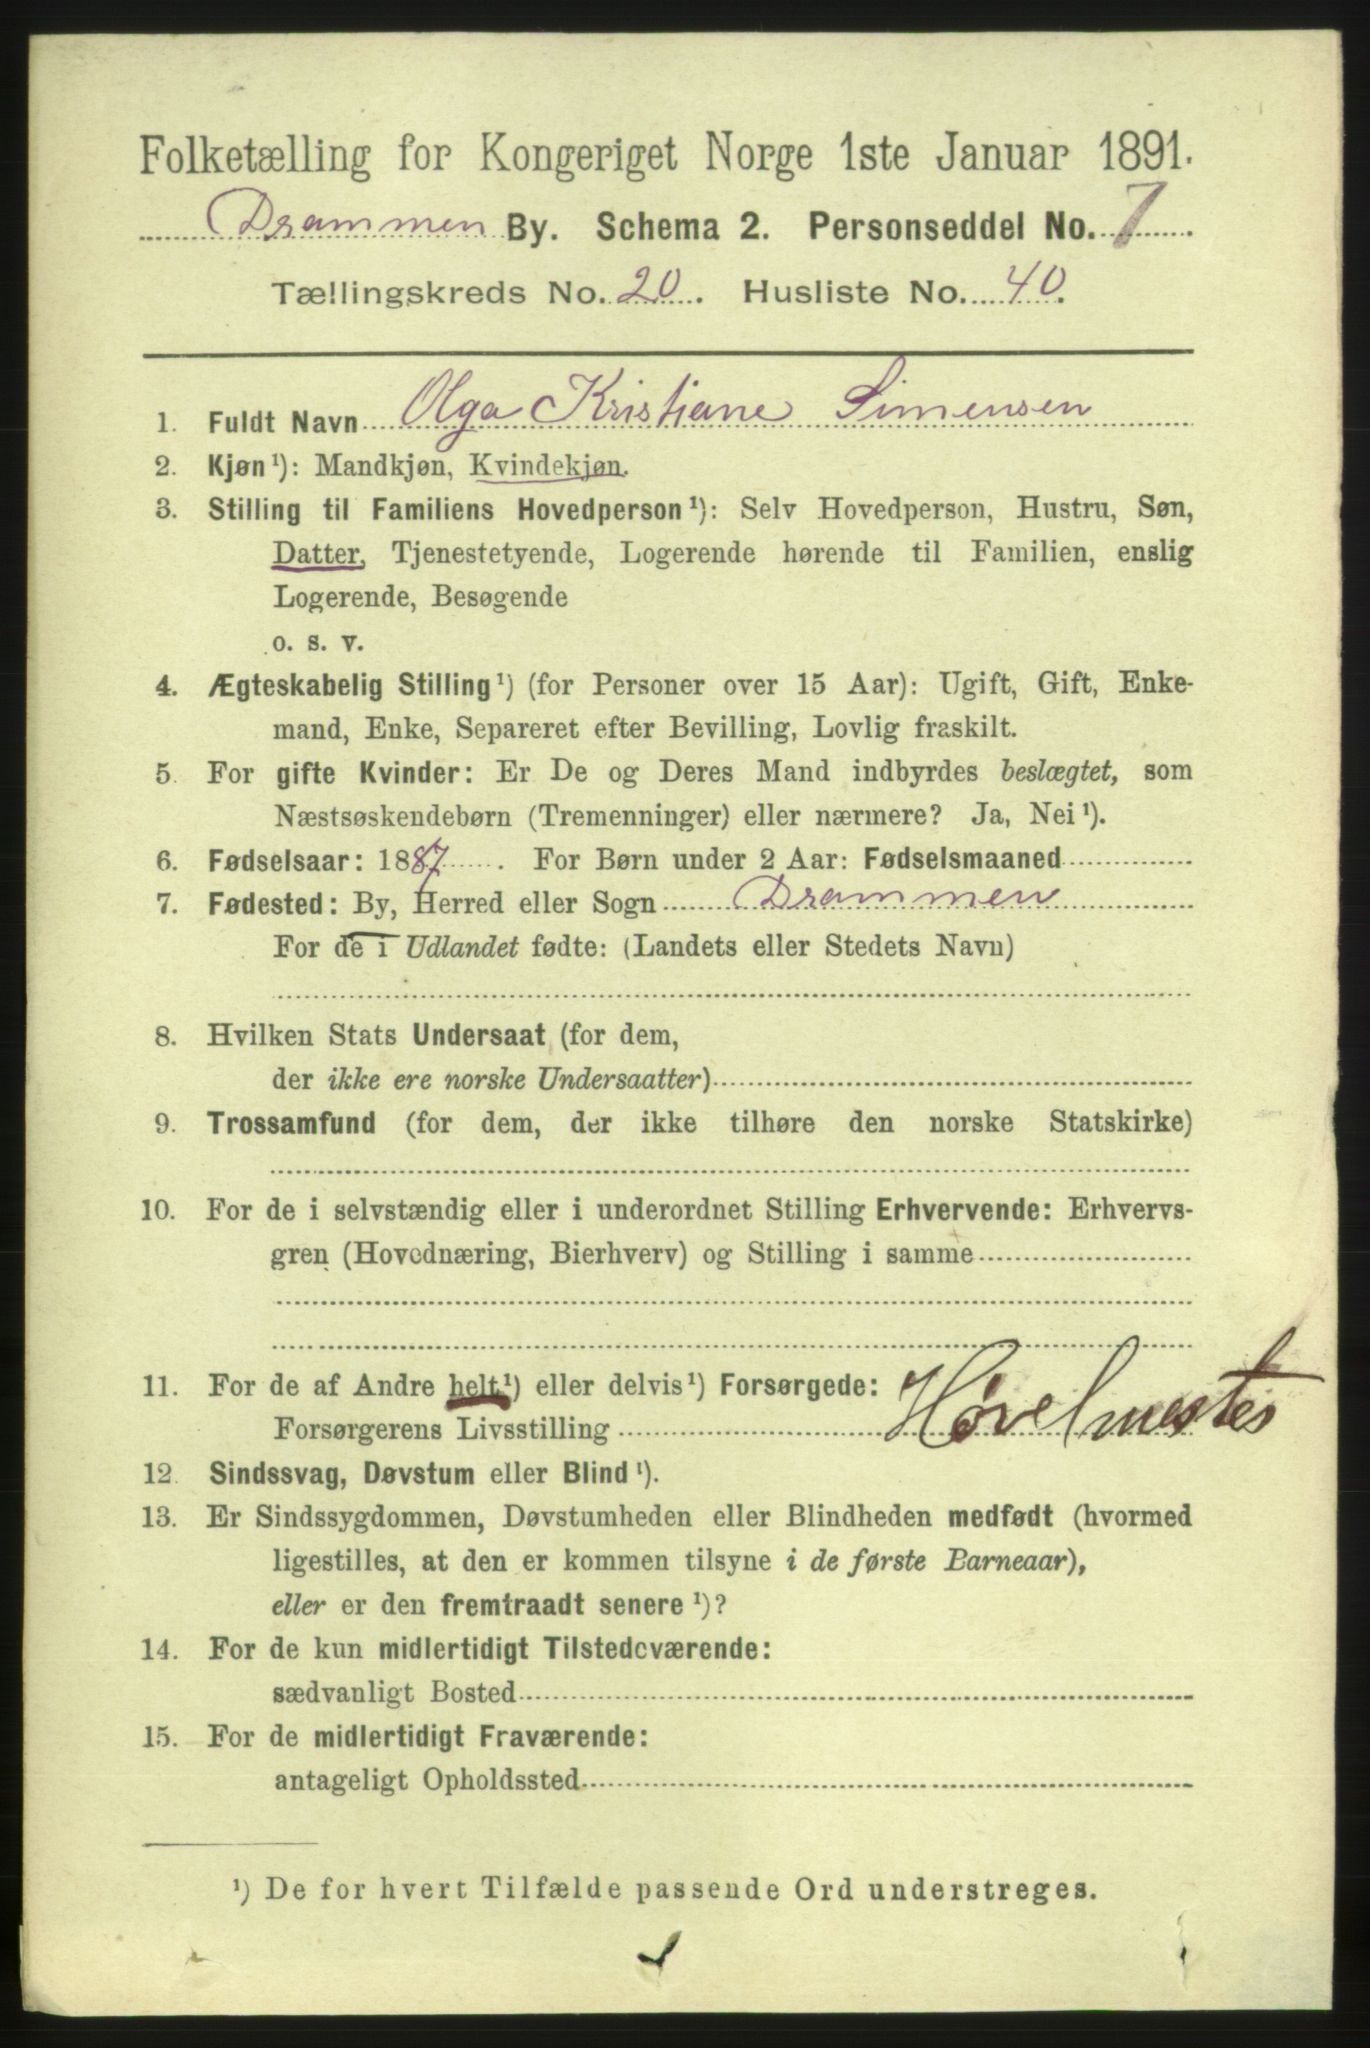 Folketælling for Kongeriget Norge 1ste Januar 1891.
Drammen By. Schema 2. Personseddel No. 7
Tællingskreds No. 20. Husliste No. 40.
1. Fuldt Navn Olga Kristiane Simensen
2. Kjøn¹): Mandkjøn, Kvindekjøn.
3. Stilling til Familiens Hovedperson¹): Selv Hovedperson, Hustru, Søn,
Datter, Tjenestetyende, Logerende hørende til Familien, enslig
Logerende, Besøgende
o. s. v.
4. Ægteskabelig Stilling¹) (for Personer over 15 Aar): Ugift, Gift, Enke-
mand, Enke, Separeret efter Bevilling, Lovlig fraskilt.
5. For gifte Kvinder: Er De og Deres Mand indbyrdes beslægtet, som
Næstsøskendebørn (Tremenninger) eller nærmere? Ja, Nei¹).
6. Fødselsaar: 1887. For Børn under 2 Aar: Fødselsmaaned
7. Fødested: By, Herred eller Sogn Drammen
For de i Udlandet fødte: (Landets eller Stedets Navn)
8. Hvilken Stats Undersaat (for dem,
der ikke ere norske Undersaatter)
9. Trossamfund (for dem, der ikke tilhøre den norske Statskirke)
10. For de i selvstændig eller i underordnet Stilling Erhvervende: Erhvervs-
gren (Hovednæring, Bierhverv) og Stilling i samme
11. For de af Andre helt¹) eller delvis¹) Forsørgede:
Forsørgerens Livsstilling Høvelmester
12. Sindssvag, Døvstum eller Blind¹).
13. Er Sindssygdommen, Døvstumheden eller Blindheden medfødt (hvormed
ligestilles, at den er kommen tilsyne i de første Barneaar),
eller er den fremtraadt senere¹)?
14. For de kun midlertidigt Tilstedeværende:
sædvanligt Bosted
15. For de midlertidigt Fraværende:
antageligt Opholdssted
¹) De for hvert Tilfælde passende Ord understreges.